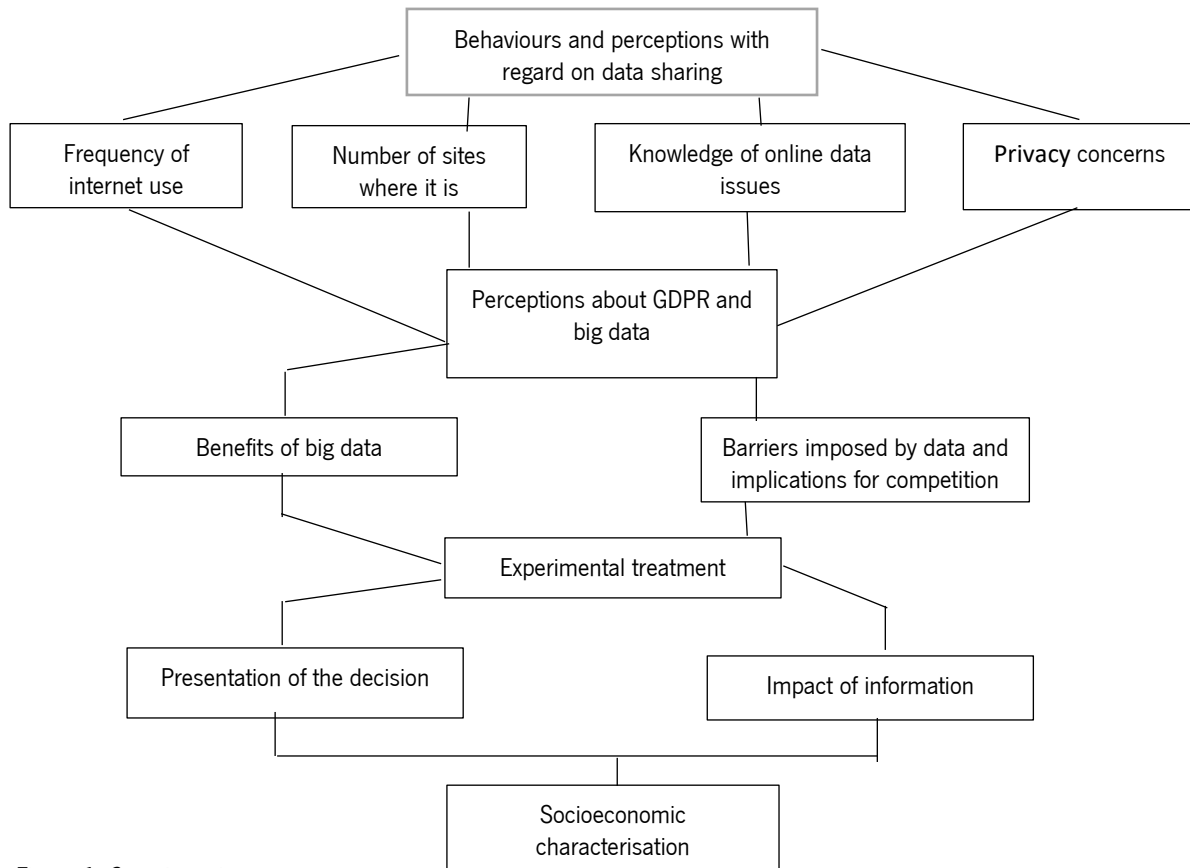 Behaviours and perceptions with
regard on data sharing
Frequency of
internet use
Number of sites
where it is
Knowledge of online data
issues
Privacy concerns
Perceptions about GDPR and
big data
Benefits of big data
Barriers imposed by data and
implications for competition
Experimental treatment
Presentation of the decision
Impact of information
Socioeconomic
characterisation